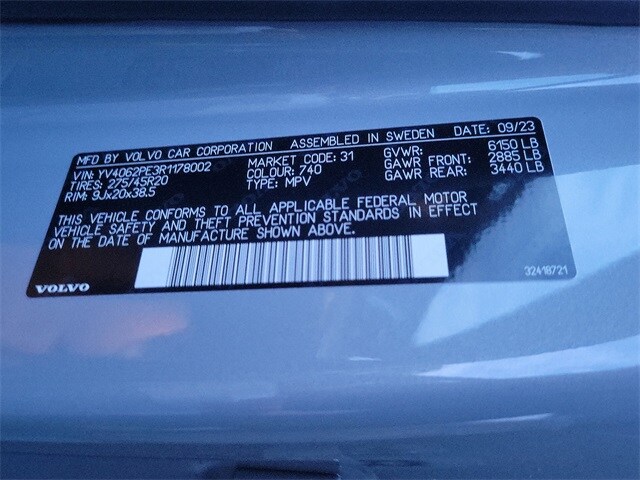 MFD BY VOLVO CAR CORPORATION ASSEMBLED IN SWEDEN DATE: 09/23
VIN: YV4062PE3R1178002 MARKET CODE: 31 GVWR: 6150 LB
TIRES: 275/45R20 COLOUR: 740 GAWR FRONT: 2885 LB
RIM: 9Jx20x38.5 TYPE: MPV GAWR REAR: 3440 LB
THIS VEHICLE CONFORMS TO ALL APPLICABLE FEDERAL MOTOR
VEHICLE SAFETY AND THEFT PREVENTION STANDARDS IN EFFECT
ON THE DATE OF MANUFACTURE SHOWN ABOVE.
VOLVO 32418721